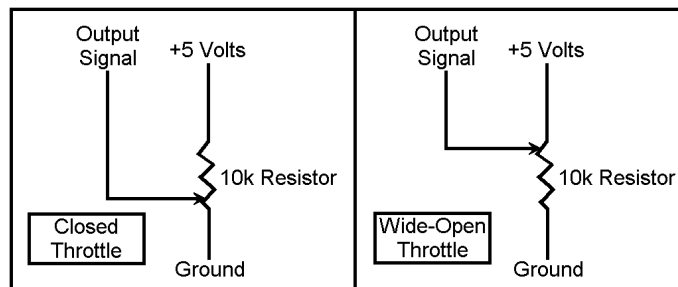 Output
Signal
+5 Volts
10k Resistor
Closed
Throttle
Ground
Output
Signal
+5 Volts
10k Resistor
Wide-Open
Throttle
Ground